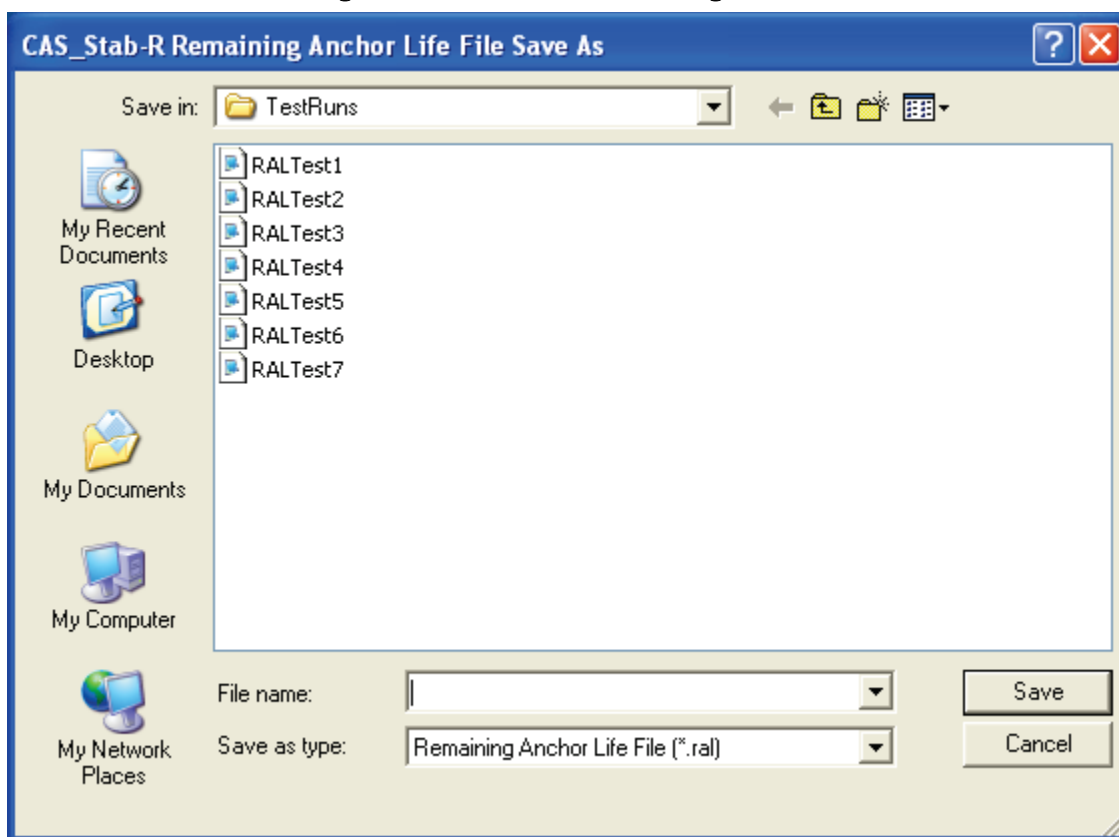 CAS_Stab-R Remaining Anchor Life File Save As
Save in:
TestRuns
My Recent
Documents
Desktop
My Documents
My Computer
My Network
Places
RALTest1
RALTest2
RALTest3
RALTest4
RALTest5
RALTest6
RALTest7
File name:
Save
Save as type:
Remaining Anchor Life File (*.ral)
Cancel